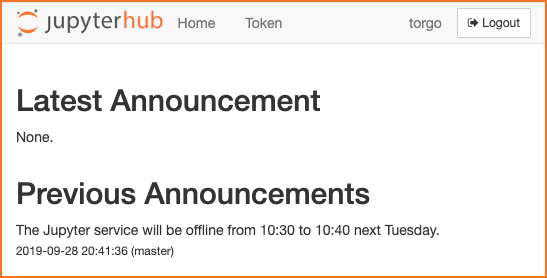 jupyterhub Home Token torgo Logout
Latest Announcement
None.
Previous Announcements
The Jupyter service will be offline from 10:30 to 10:40 next Tuesday.
2019-09-28 20:41:36 (master)